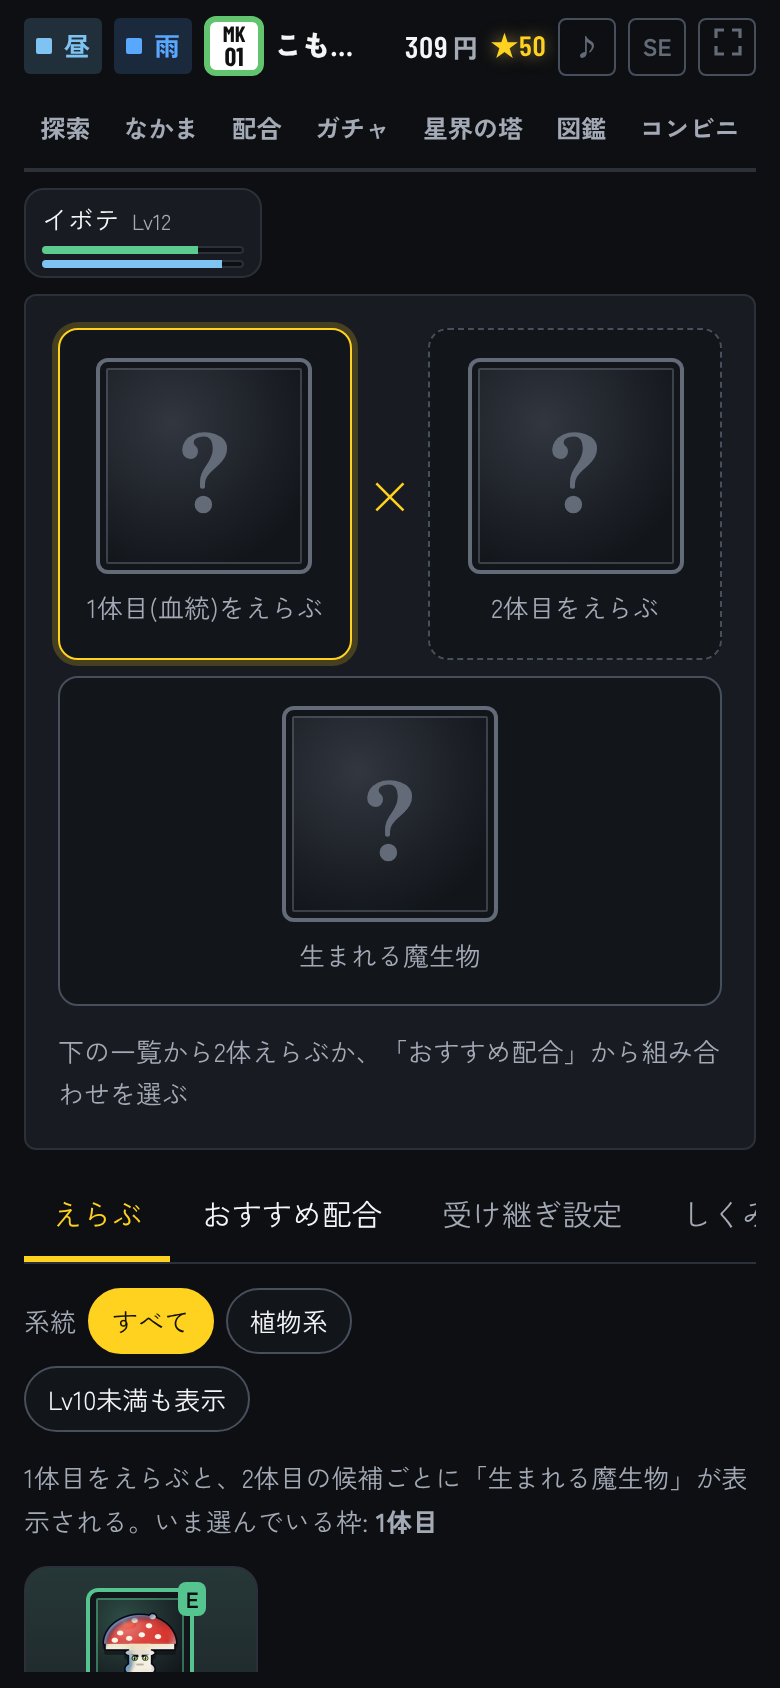 昼 雨 MK 01 こも... 309 円 ★50 ♪ SE
探索 なかま 配合 ガチャ 星界の塔 図鑑 コンビニ
イボテ Lv12
? × ?
1体目(血統)をえらぶ 2体目をえらぶ
?
生まれる魔生物
下の一覧から2体えらぶか、「おすすめ配合」から組み合
わせを選ぶ
えらぶ おすすめ配合 受け継ぎ設定 しくみ
系統 すべて 植物系
Lv10未満も表示
1体目をえらぶと、2体目の候補ごとに「生まれる魔生物」が表
示される。いま選んでいる枠: 1体目
E